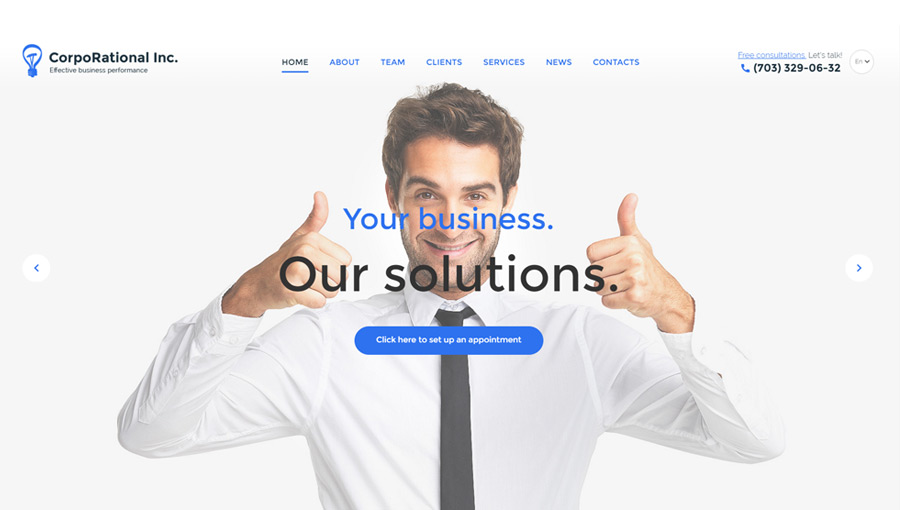 CorpoRational Inc.
Effective business performance
HOME ABOUT TEAM CLIENTS SERVICES NEWS CONTACTS
Free consultations. Let's talk!
(703) 329-06-32
En
Your business.
Our solutions.
Click here to set up an appointment